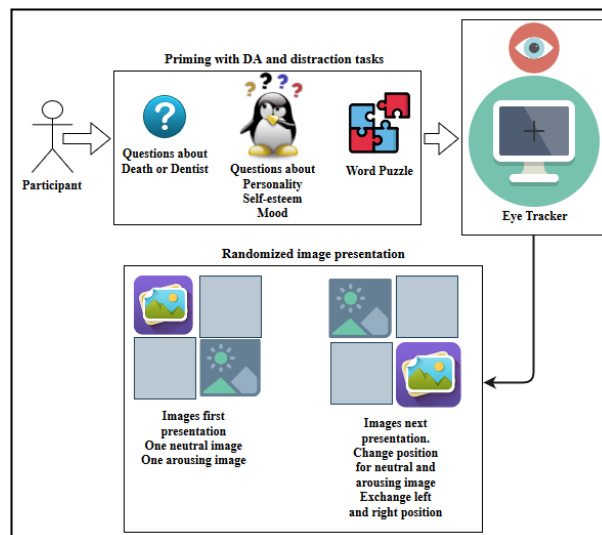 Priming with DA and distraction tasks
? ? ? ?
?
Participant
Questions about
Death or Dentist
Questions about
Personality
Self-esteem
Mood
Word Puzzle
Eye Tracker
Randomized image presentation
Images first
presentation
One neutral image
One arousing image
Images next
presentation.
Change position
for neutral and
arousing image
Exchange left
and right position